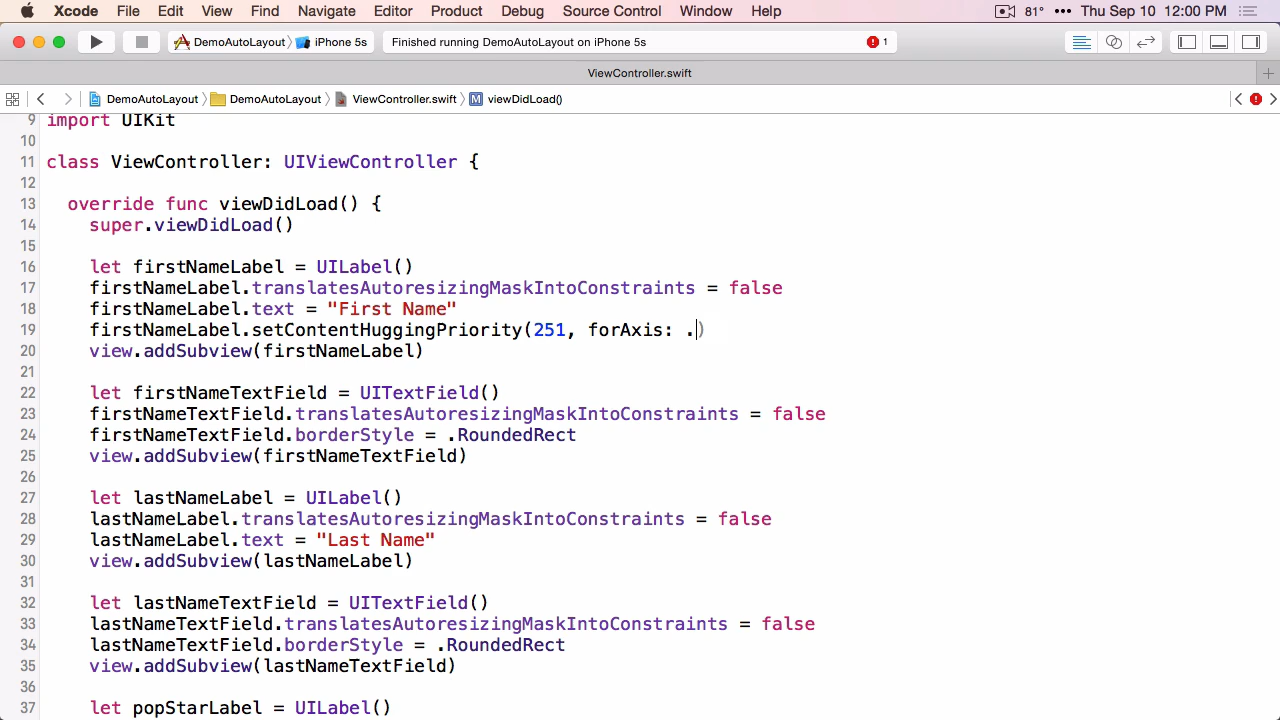 Xcode File Edit View Find Navigate Editor Product Debug Source Control Window Help 81° ••• Thu Sep 10 12:00 PM
DemoAutoLayout iPhone 5s Finished running DemoAutoLayout on iPhone 5s 1
ViewController.swift
DemoAutoLayout DemoAutoLayout ViewController.swift M viewDidLoad()
9 import UIKit
10
11 class ViewController: UIViewController {
12
13 override func viewDidLoad() {
14 super.viewDidLoad()
15
16 let firstNameLabel = UILabel()
17 firstNameLabel.translatesAutoresizingMaskIntoConstraints = false
18 firstNameLabel.text = "First Name"
19 firstNameLabel.setContentHuggingPriority(251, forAxis: .)
20 view.addSubview(firstNameLabel)
21
22 let firstNameTextField = UITextField()
23 firstNameTextField.translatesAutoresizingMaskIntoConstraints = false
24 firstNameTextField.borderStyle = .RoundedRect
25 view.addSubview(firstNameTextField)
26
27 let lastNameLabel = UILabel()
28 lastNameLabel.translatesAutoresizingMaskIntoConstraints = false
29 lastNameLabel.text = "Last Name"
30 view.addSubview(lastNameLabel)
31
32 let lastNameTextField = UITextField()
33 lastNameTextField.translatesAutoresizingMaskIntoConstraints = false
34 lastNameTextField.borderStyle = .RoundedRect
35 view.addSubview(lastNameTextField)
36
37 let popStarLabel = UILabel()